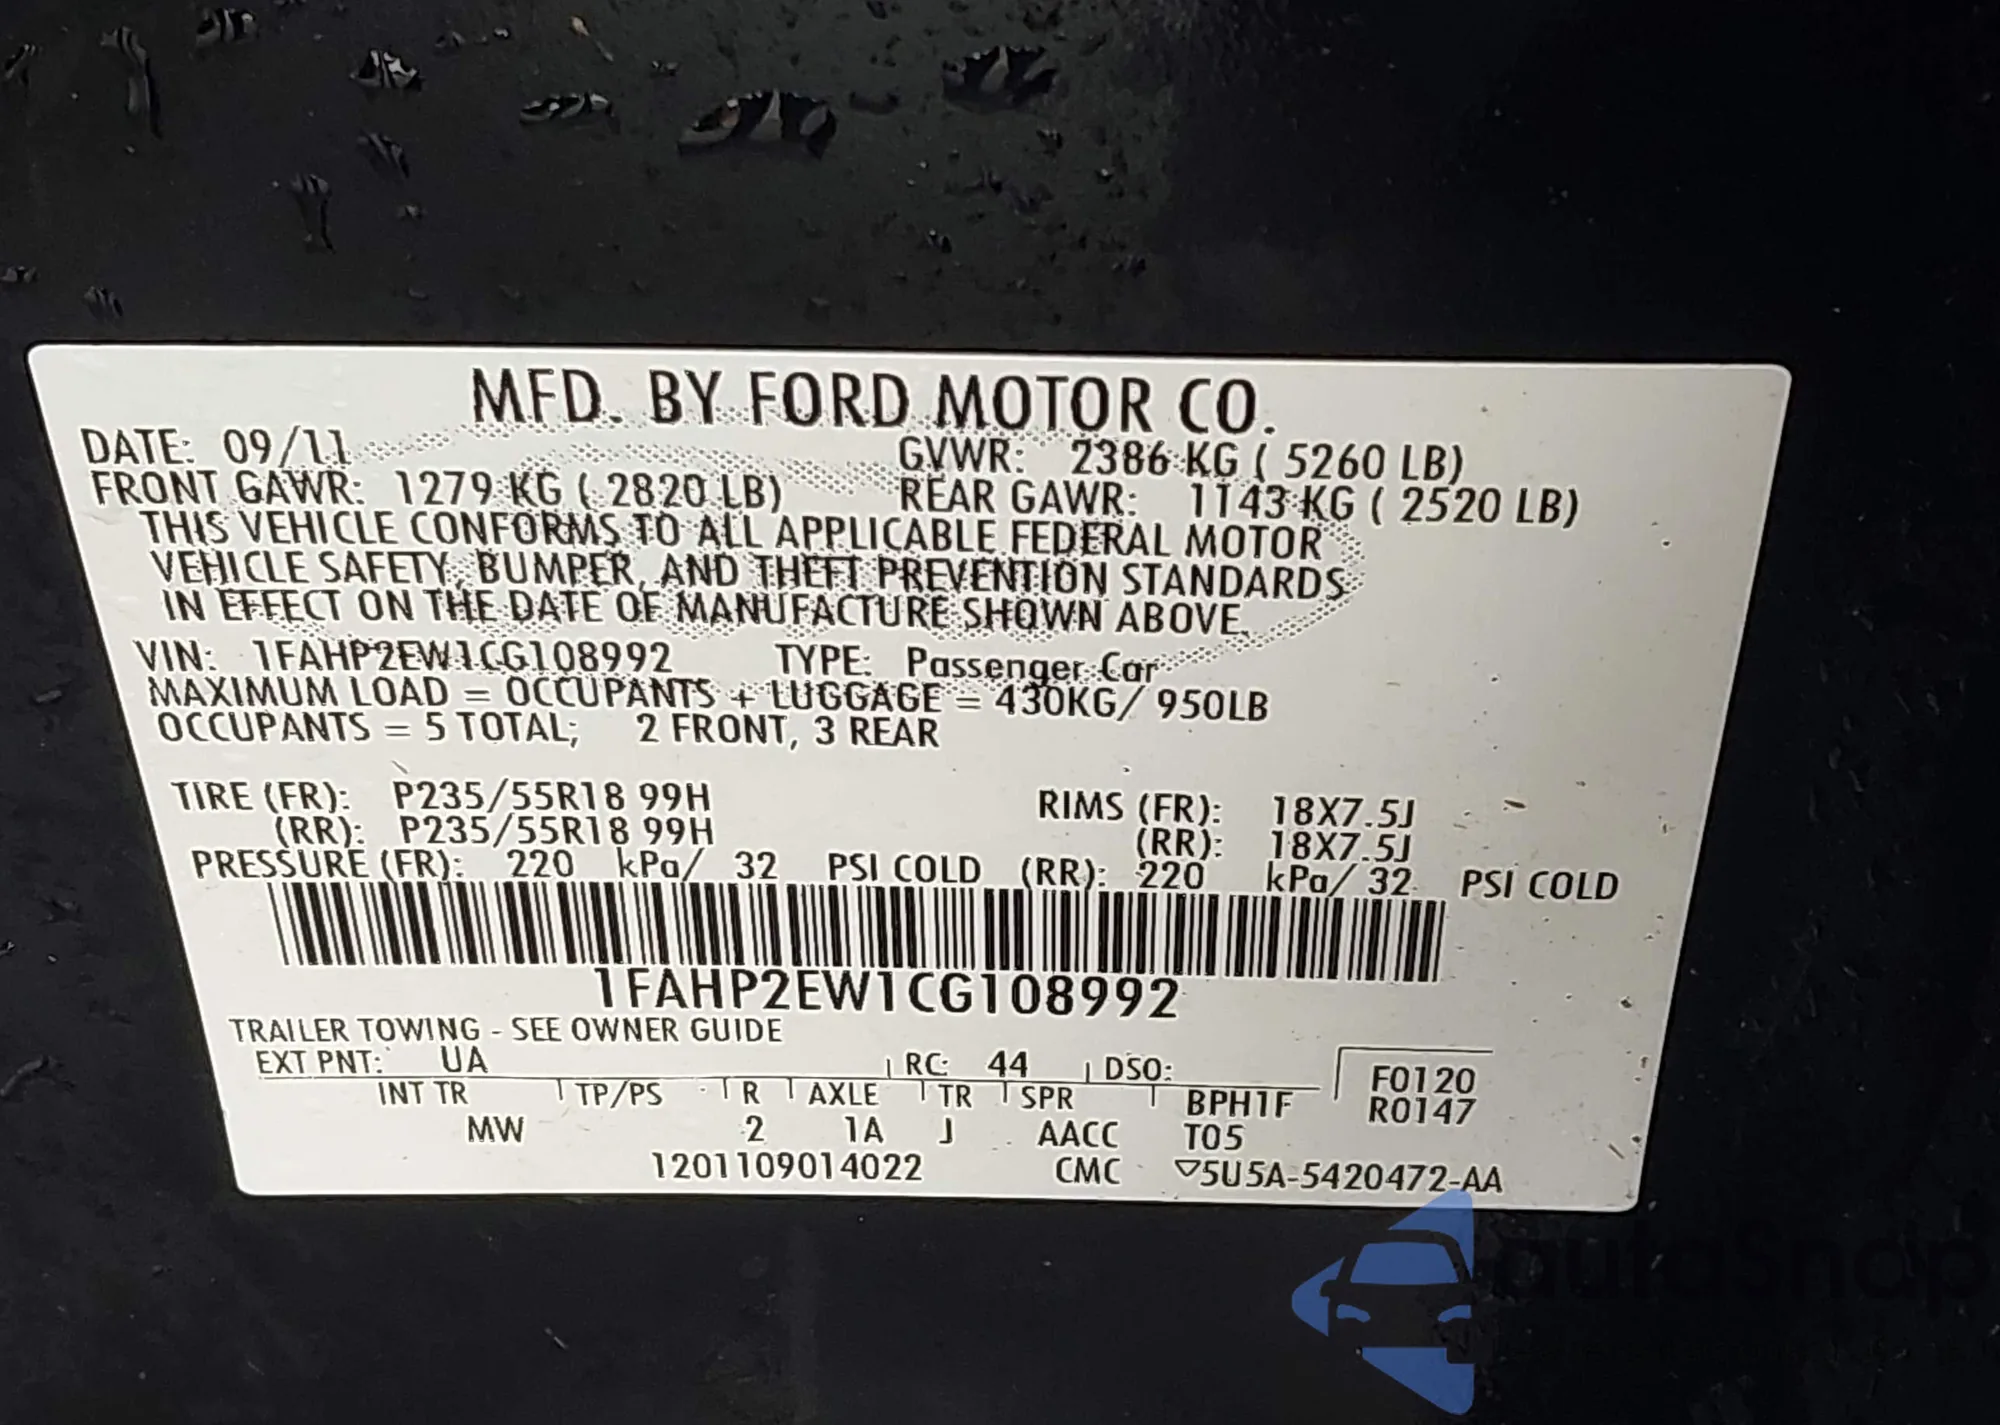 MFD. BY FORD MOTOR CO.
DATE: 09/11 GVWR: 2386 KG ( 5260 LB)
FRONT GAWR: 1279 KG ( 2820 LB) REAR GAWR: 1143 KG ( 2520 LB)
THIS VEHICLE CONFORMS TO ALL APPLICABLE FEDERAL MOTOR
VEHICLE SAFETY, BUMPER, AND THEFT PREVENTION STANDARDS
IN EFFECT ON THE DATE OF MANUFACTURE SHOWN ABOVE.
VIN: 1FAHP2EW1CG108992 TYPE: Passenger Car
MAXIMUM LOAD = OCCUPANTS + LUGGAGE = 430KG/ 950LB
OCCUPANTS = 5 TOTAL; 2 FRONT, 3 REAR
TIRE (FR): P235/55R18 99H RIMS (FR): 18X7.5J
(RR): P235/55R18 99H (RR): 18X7.5J
PRESSURE (FR): 220 kPa/ 32 PSI COLD (RR): 220 kPa/ 32 PSI COLD
1FAHP2EW1CG108992
TRAILER TOWING - SEE OWNER GUIDE
EXT PNT: UA RC: 44 DSO: F0120
INT TR TP/PS R AXLE TR SPR BPH1F R0147
MW 2 1A J AACC T05
1201109014022 CMC ▽5U5A-5420472-AA
autoSnap